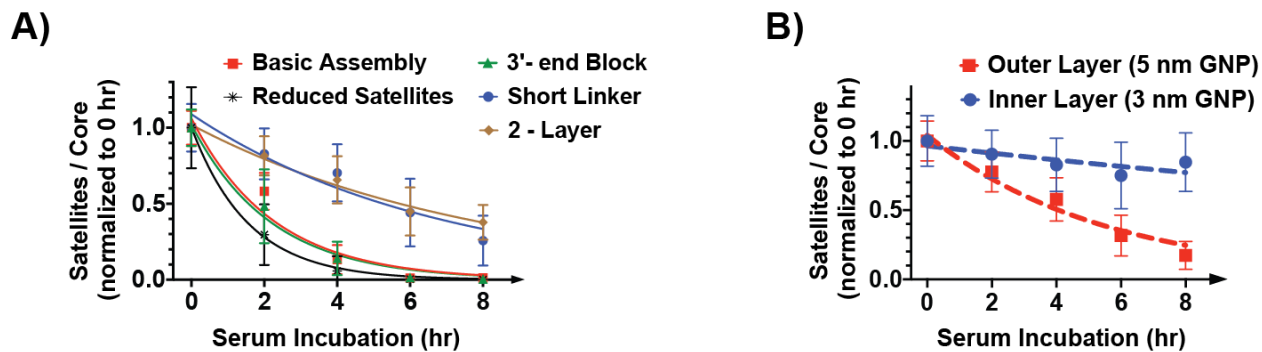 A)
Basic Assembly
Reduced Satellites
3'- end Block
Short Linker
2 - Layer
Satellites / Core
(normalized to 0 hr)
1.0
0.5
0.0
0 2 4 6 8
Serum Incubation (hr)
B)
Outer Layer (5 nm GNP)
Inner Layer (3 nm GNP)
Satellites / Core
(normalized to 0 hr)
1.0
0.5
0.0
0 2 4 6 8
Serum Incubation (hr)